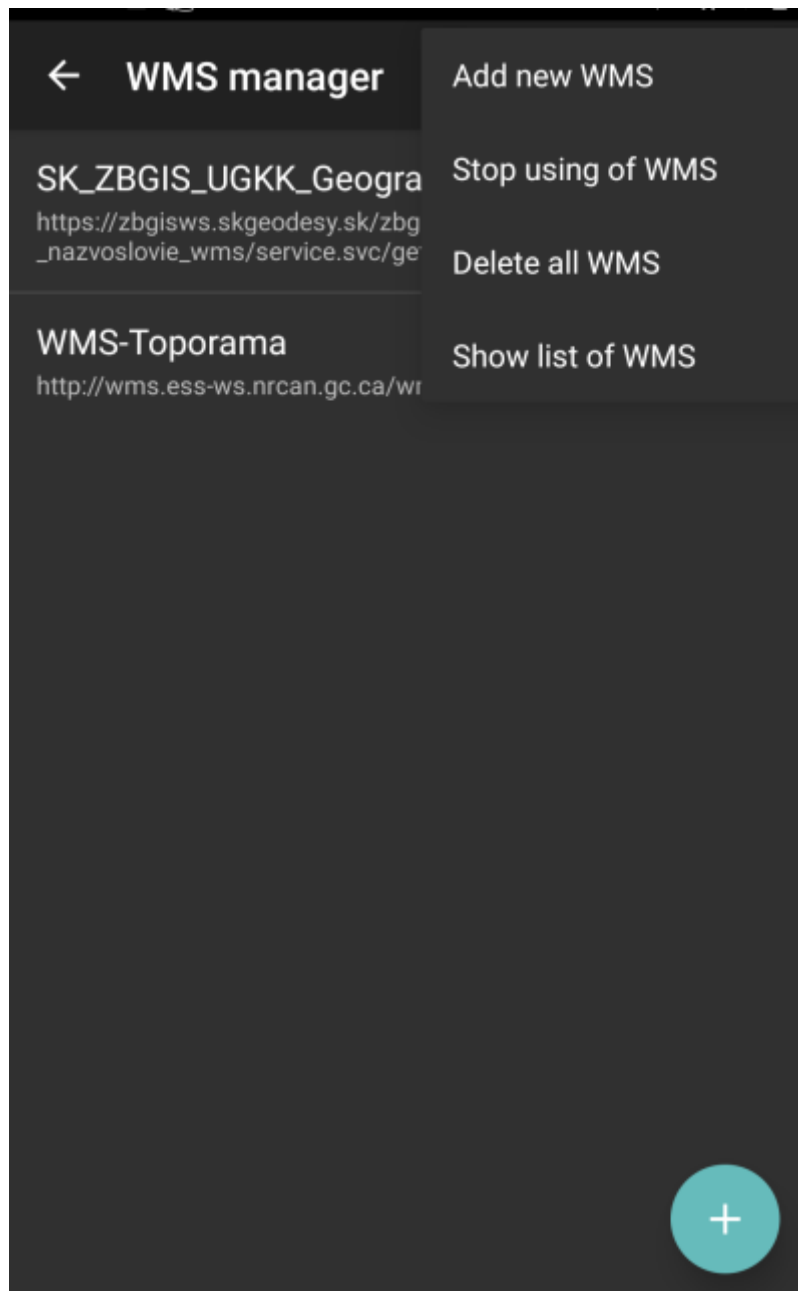 WMS manager
Add new WMS
Stop using of WMS
Delete all WMS
Show list of WMS
SK_ZBGIS_UGKK_Geogra
https://zbgisws.skgeodesy.sk/zbg
_nazvoslovie_wms/service.svc/ge
WMS-Toporama
http://wms.ess-ws.nrcan.gc.ca/wr